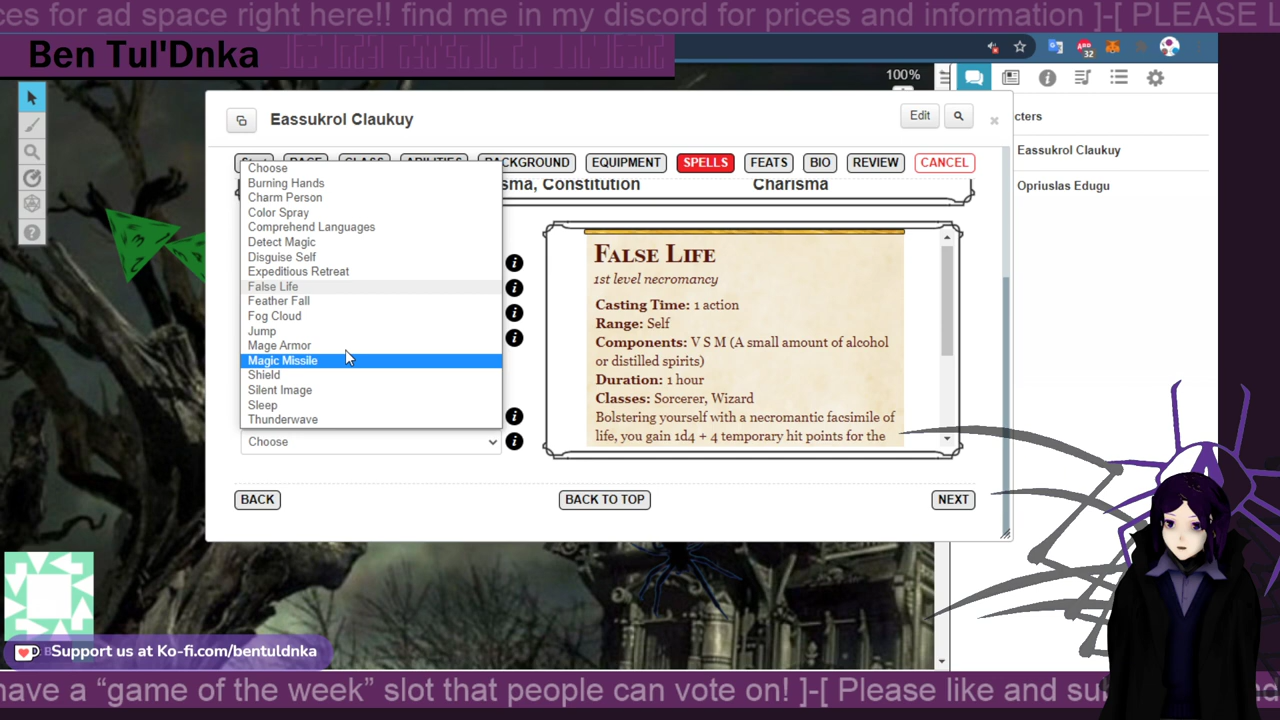 ces for ad space right here!! find me in my discord for prices and information ]-[ PLEASE L
Ben Tul'Dnka
32
100%
Eassukrol Claukuy
Edit
cters
Eassukrol Claukuy
Opriuslas Edugu
RACE
CLASS
ABILITIES
BACKGROUND
EQUIPMENT
SPELLS
FEATS
BIO
REVIEW
CANCEL
sma, Constitution
Charisma
Choose
Burning Hands
Charm Person
Color Spray
Comprehend Languages
Detect Magic
Disguise Self
Expeditious Retreat
False Life
Feather Fall
Fog Cloud
Jump
Mage Armor
Magic Missile
Shield
Silent Image
Sleep
Thunderwave
Choose
False Life
1st level necromancy
Casting Time: 1 action
Range: Self
Components: V S M (A small amount of alcohol
or distilled spirits)
Duration: 1 hour
Classes: Sorcerer, Wizard
Bolstering yourself with a necromantic facsimile of
life, you gain 1d4 + 4 temporary hit points for the
BACK
BACK TO TOP
NEXT
Support us at Ko-fi.com/bentuldnka
have a “game of the week” slot that people can vote on! ]-[ Please like and su